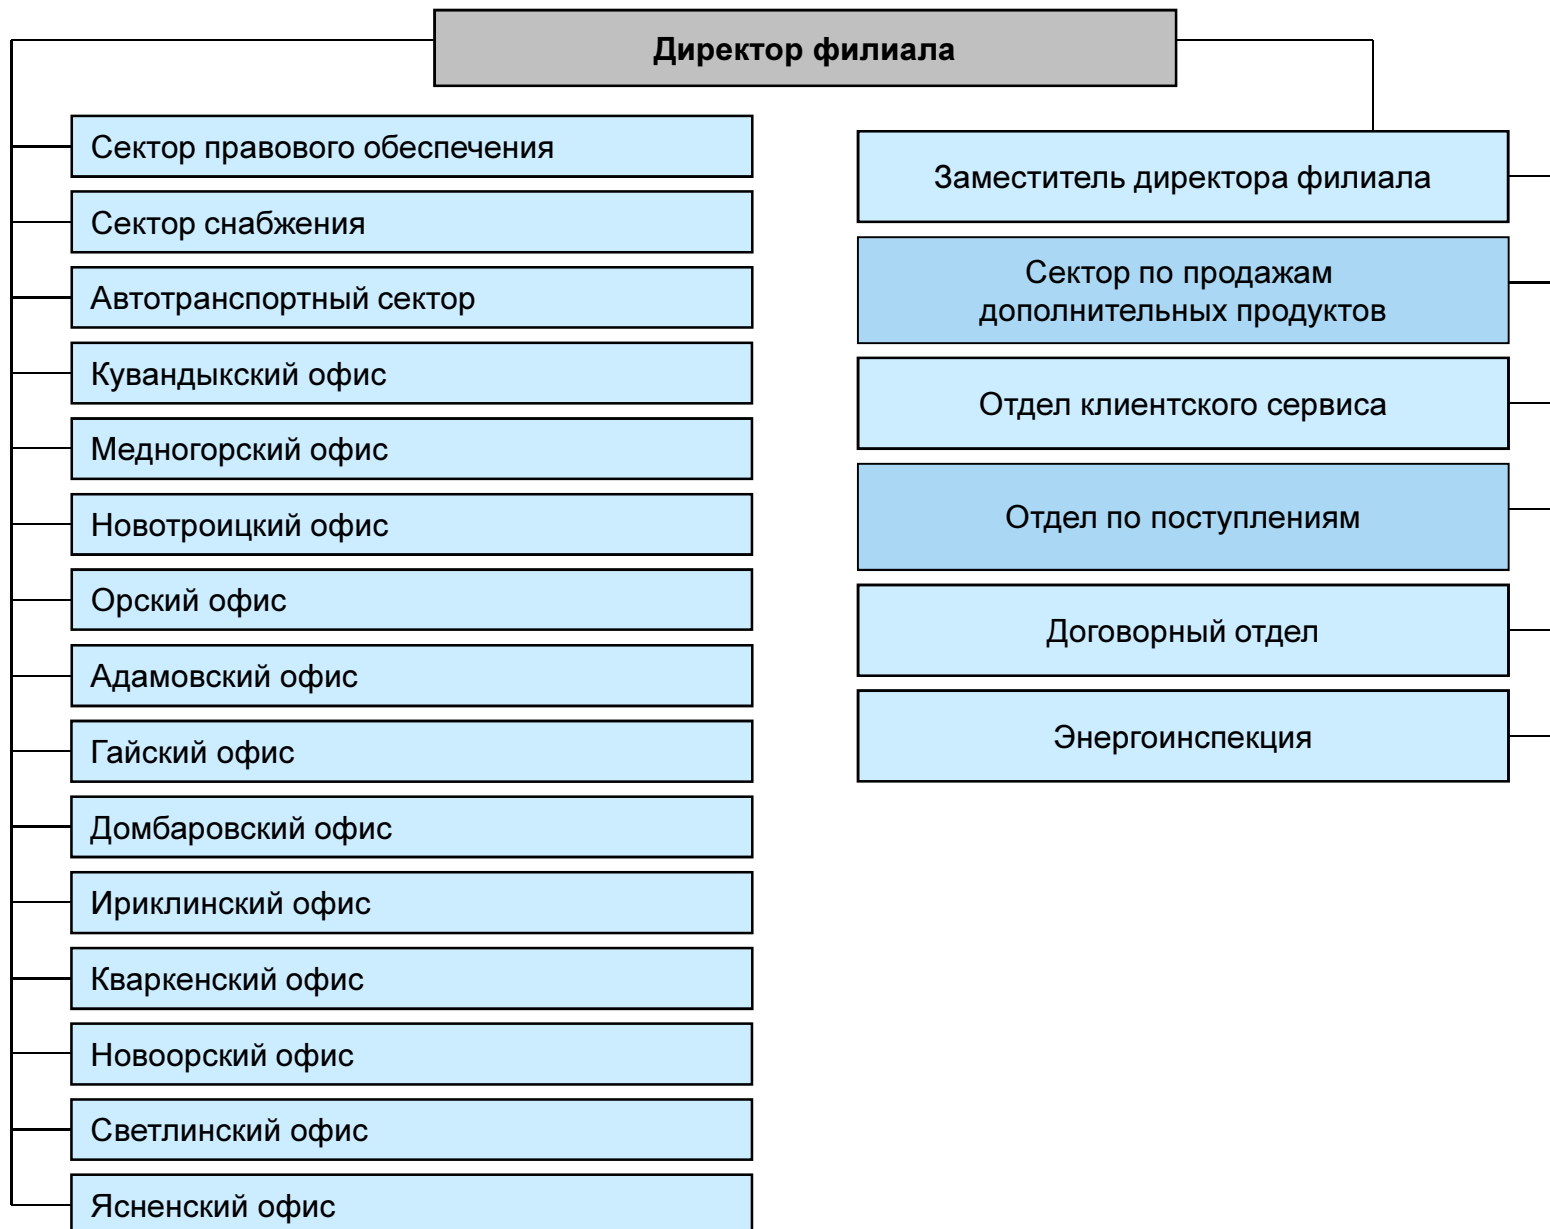 Директор филиала
Сектор правового обеспечения
Сектор снабжения
Автотранспортный сектор
Кувандыкский офис
Медногорский офис
Новотроицкий офис
Орский офис
Адамовский офис
Гайский офис
Домбаровский офис
Ириклинский офис
Кваркенский офис
Новоорский офис
Светлинский офис
Ясненский офис
Заместитель директора филиала
Сектор по продажам
дополнительных продуктов
Отдел клиентского сервиса
Отдел по поступлениям
Договорный отдел
Энергоинспекция